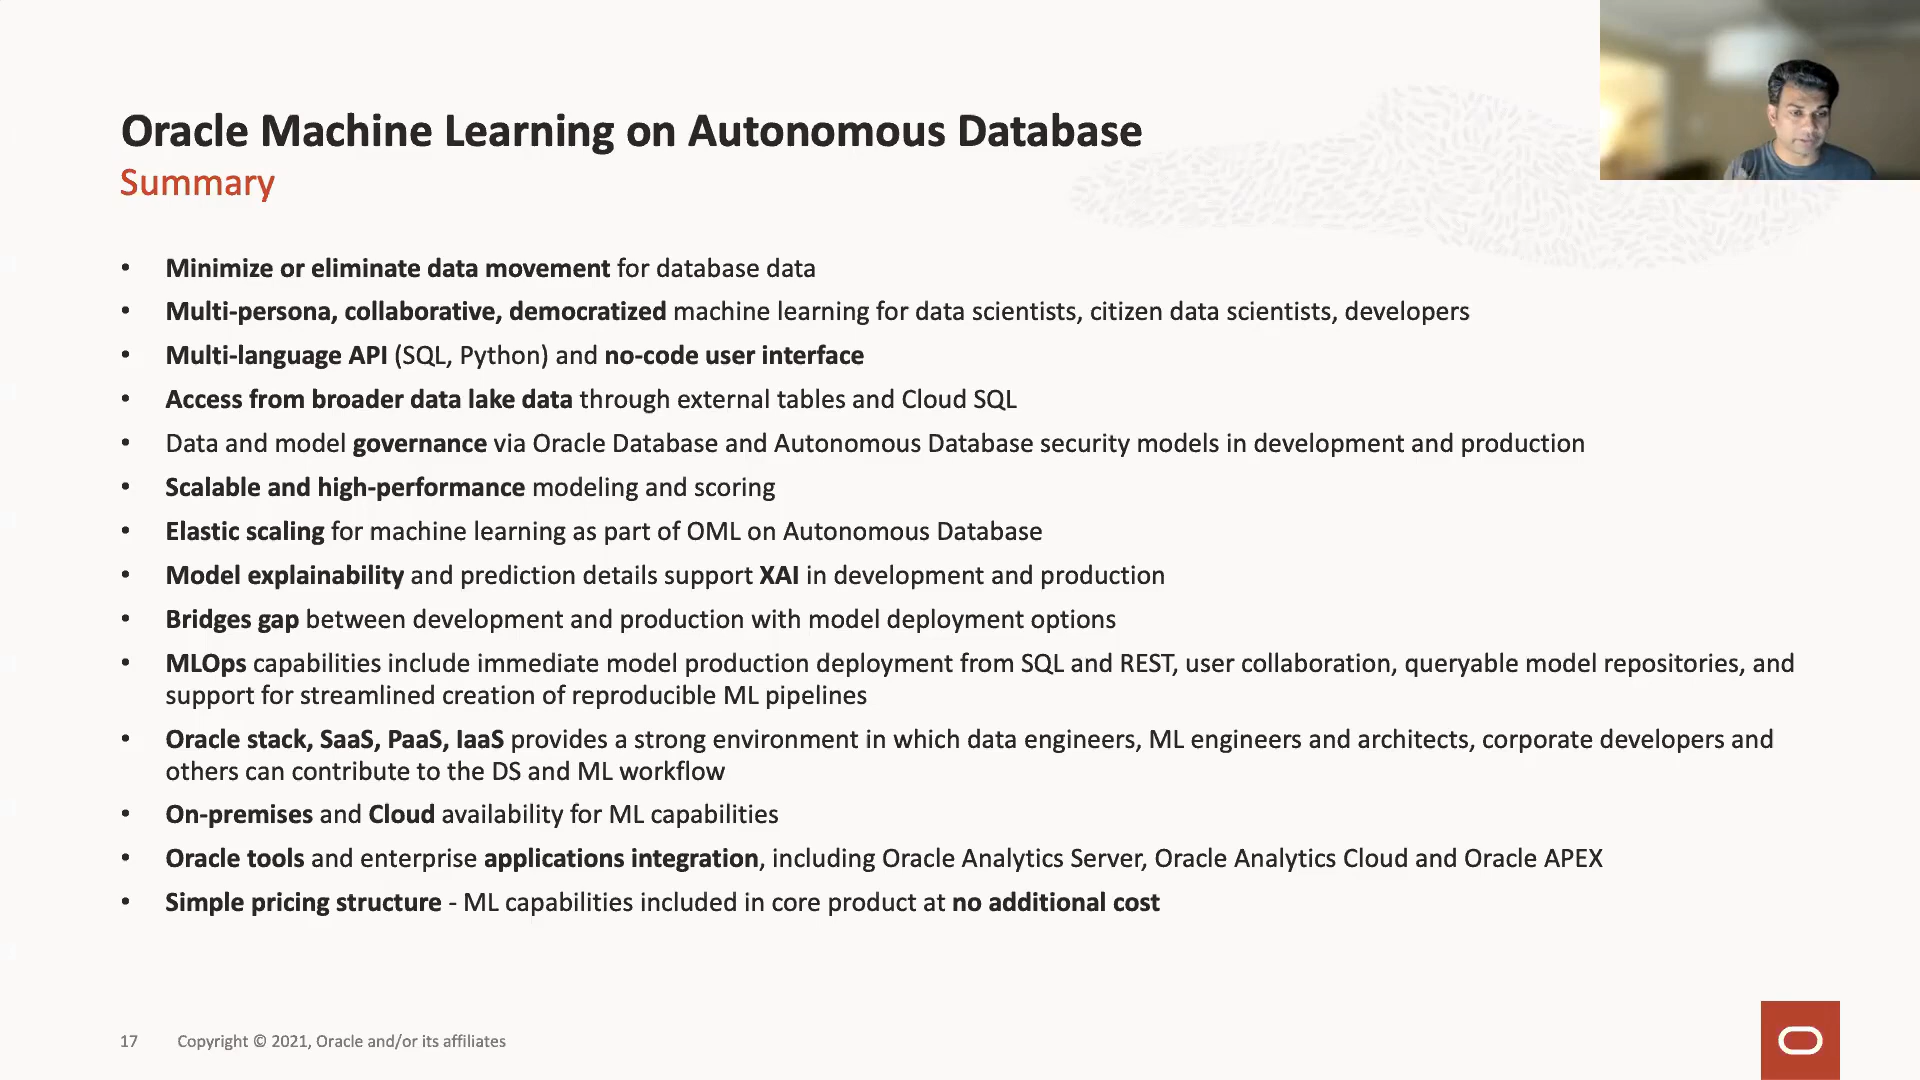 Oracle Machine Learning on Autonomous Database
Summary
• Minimize or eliminate data movement for database data
• Multi-persona, collaborative, democratized machine learning for data scientists, citizen data scientists, developers
• Multi-language API (SQL, Python) and no-code user interface
• Access from broader data lake data through external tables and Cloud SQL
• Data and model governance via Oracle Database and Autonomous Database security models in development and production
• Scalable and high-performance modeling and scoring
• Elastic scaling for machine learning as part of OML on Autonomous Database
• Model explainability and prediction details support XAI in development and production
• Bridges gap between development and production with model deployment options
• MLOps capabilities include immediate model production deployment from SQL and REST, user collaboration, queryable model repositories, and
support for streamlined creation of reproducible ML pipelines
• Oracle stack, SaaS, PaaS, IaaS provides a strong environment in which data engineers, ML engineers and architects, corporate developers and
others can contribute to the DS and ML workflow
• On-premises and Cloud availability for ML capabilities
• Oracle tools and enterprise applications integration, including Oracle Analytics Server, Oracle Analytics Cloud and Oracle APEX
• Simple pricing structure - ML capabilities included in core product at no additional cost
17 Copyright © 2021, Oracle and/or its affiliates